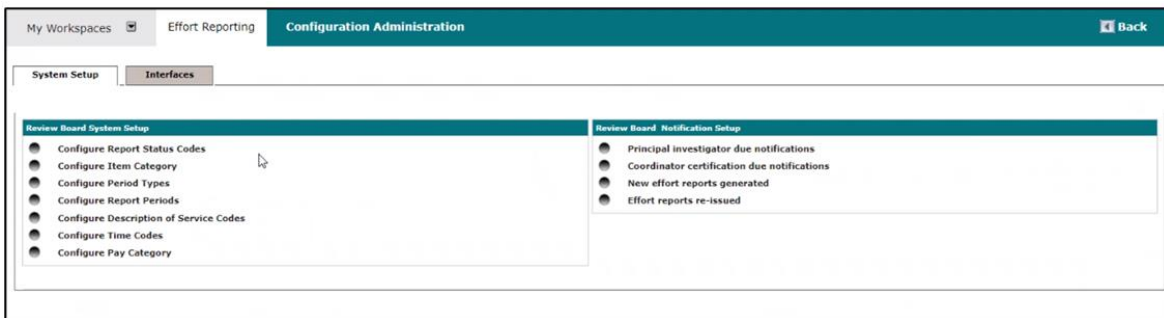 My Workspaces
Effort Reporting
Configuration Administration
Back
System Setup
Interfaces
Review Board System Setup
Configure Report Status Codes
Configure Item Category
Configure Period Types
Configure Report Periods
Configure Description of Service Codes
Configure Time Codes
Configure Pay Category
Review Board Notification Setup
Principal investigator due notifications
Coordinator certification due notifications
New effort reports generated
Effort reports re-issued